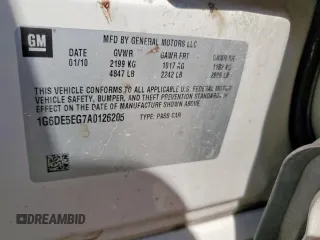 GM
MFD BY GENERAL MOTORS LLC
DATE GVWR GAWR FRT GAWR RR
01/10 2199 KG 1017 KG
4847 LB 2242 LB
THIS VEHICLE CONFORMS TO ALL APPLICABLE U.S. FEDERAL MOTOR
VEHICLE SAFETY, BUMPER, AND THEFT PREVENTION STANDARDS IN
EFFECT ON THE DATE OF MANUFACTURE SHOWN ABOVE.
1G6DE5EG7A0126205 TYPE: PASS CAR
DREAMBID